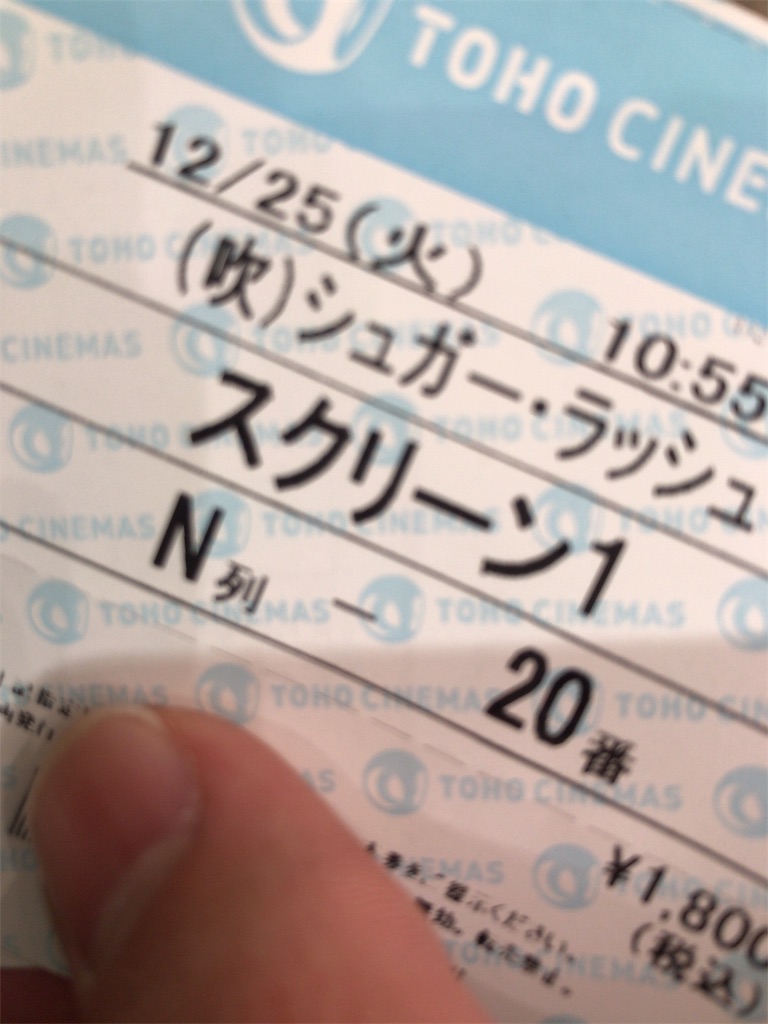 TOHO CINE
12/25(火) 10:55
(吹)シュガー・ラッシュ
スクリーン1
N列 - 20番
¥1,800
(税込)